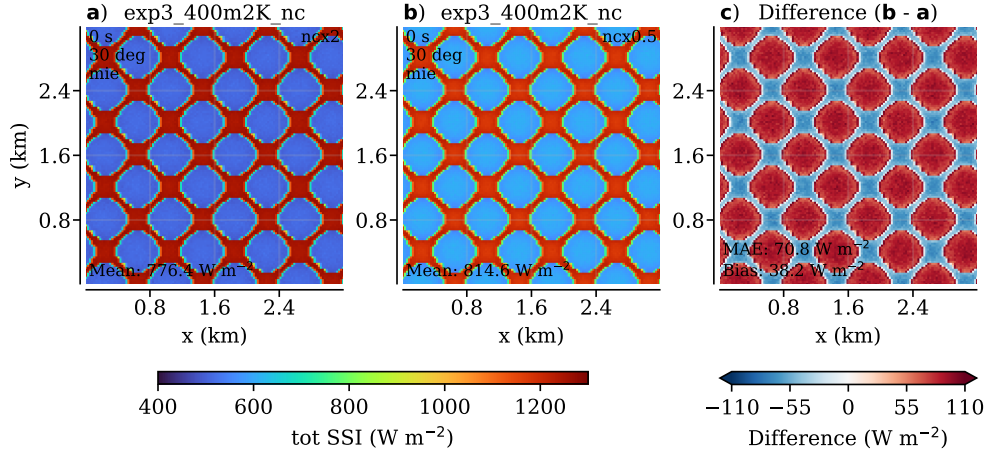 a) exp3_400m2K_nc
b) exp3_400m2K_nc
c) Difference (b - a)
0 s
ncx2
30 deg
mie
0 s
ncx0.5
30 deg
mie
2.4
1.6
0.8
y (km)
2.4
1.6
0.8
2.4
1.6
0.8
Mean: 776.4 W m⁻²
Mean: 814.6 W m⁻²
MAE: 70.8 W m⁻²
Bias: 38.2 W m⁻²
0.8 1.6 2.4
0.8 1.6 2.4
0.8 1.6 2.4
x (km)
x (km)
x (km)
400 600 800 1000 1200
tot SSI (W m⁻²)
−110 −55 0 55 110
Difference (W m⁻²)